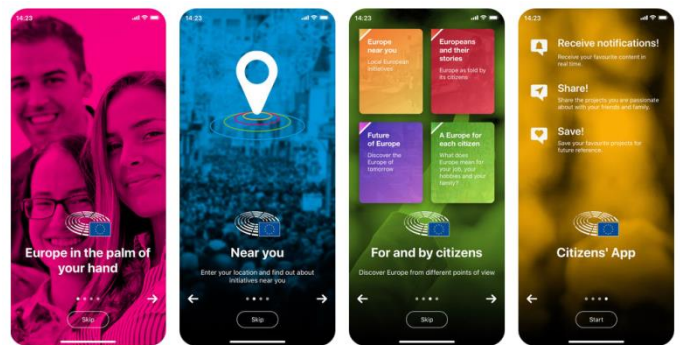 14:23
Europe in the palm of
your hand
Skip
14:23
Near you
Enter your location and find out about
Initiatives near you
Skip
14:23
Europe
near you
Local European
initiatives
Europeans
and their
stories
Europe as told by
its citizens
Future
of Europe
Discover the
Europe of
tomorrow
A Europe for
each citizen
What does
Europe mean for
your job, your
hobbies and your
family?
For and by citizens
Discover Europe from different points of view
Skip
14:23
Receive notifications!
Receive your favourite content in
real time.
Share!
Share the projects you are passionate
about with your friends and family.
Save!
Save your favourite projects for
future reference.
Citizens' App
Start